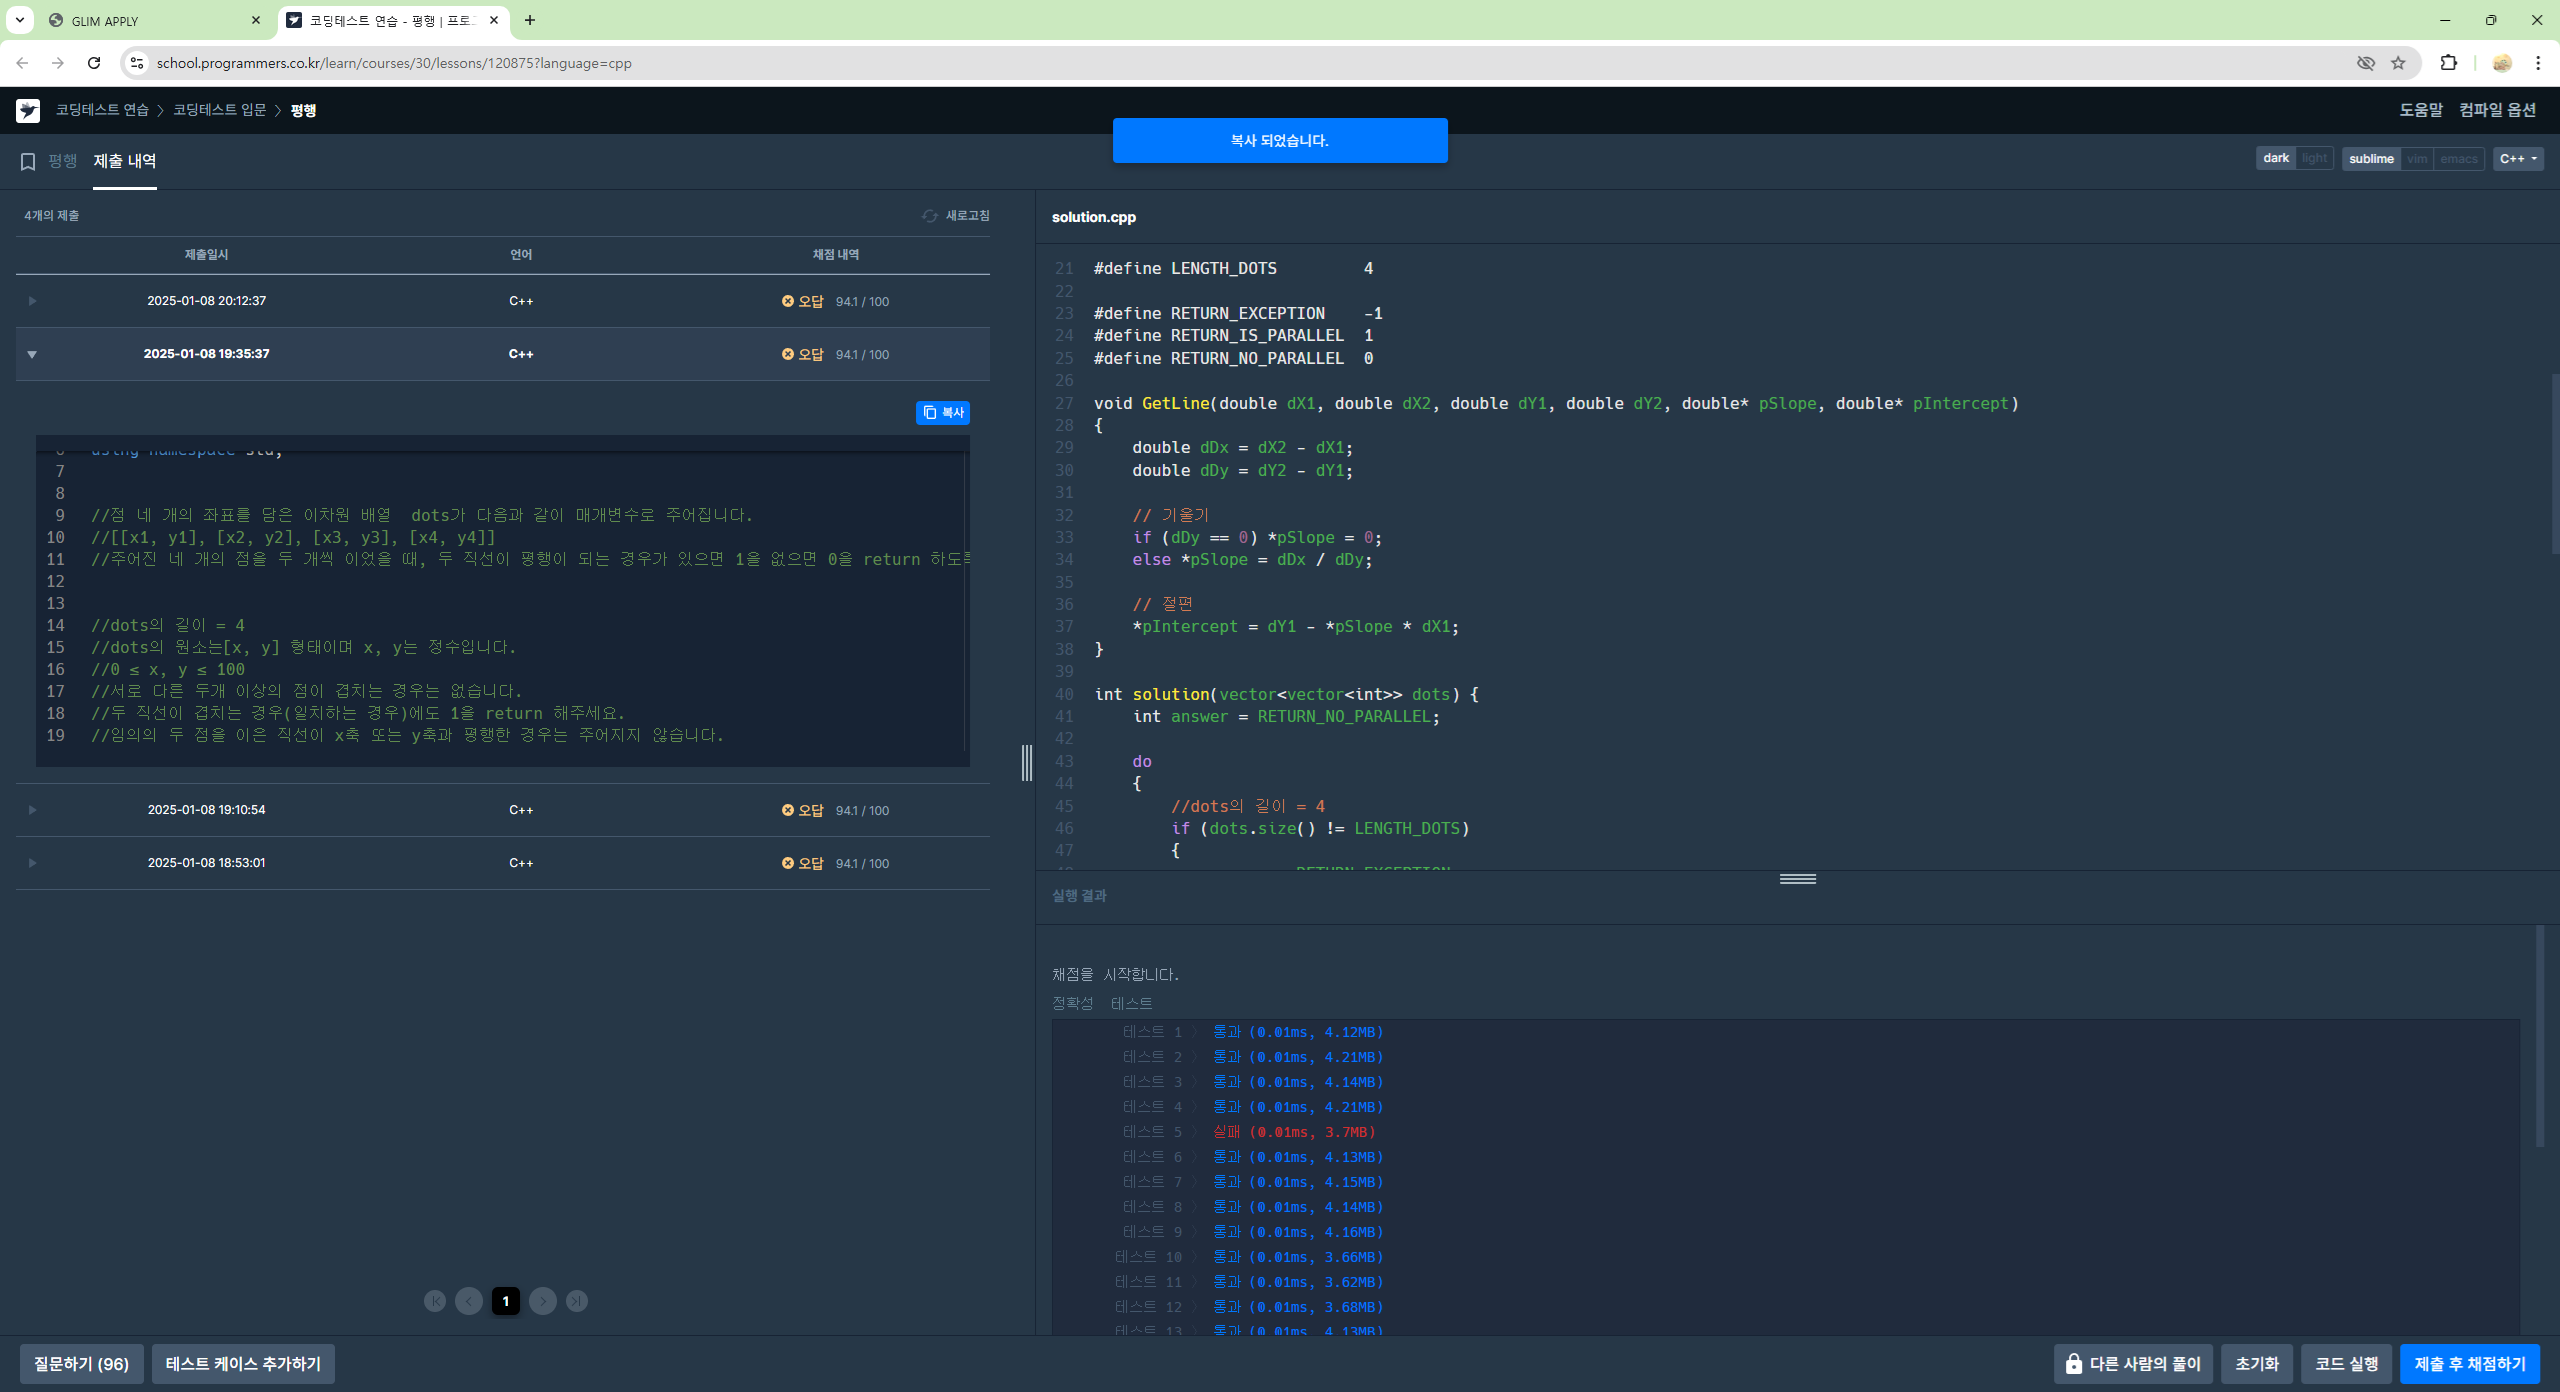 GLIM APPLY
코딩테스트 연습 - 평행 | 프로그
school.programmers.co.kr/learn/courses/30/lessons/120875?language=cpp
코딩테스트 연습 > 코딩테스트 입문 > 평행
도움말 컴파일 옵션
복사 되었습니다.
평행 제출 내역
dark light sublime vim emacs C++
4개의 제출 새로고침
제출일시 언어 채점 내역
2025-01-08 20:12:37 C++ 오답 94.1 / 100
2025-01-08 19:35:37 C++ 오답 94.1 / 100
복사
6 using namespace std;
7
8
9 //점 네 개의 좌표를 담은 이차원 배열  dots가 다음과 같이 매개변수로 주어집니다.
10 //[[x1, y1], [x2, y2], [x3, y3], [x4, y4]]
11 //주어진 네 개의 점을 두 개씩 이었을 때, 두 직선이 평행이 되는 경우가 있으면 1을 없으면 0을 return 하도록
12
13
14 //dots의 길이 = 4
15 //dots의 원소는[x, y] 형태이며 x, y는 정수입니다.
16 //0 ≤ x, y ≤ 100
17 //서로 다른 두개 이상의 점이 겹치는 경우는 없습니다.
18 //두 직선이 겹치는 경우(일치하는 경우)에도 1을 return 해주세요.
19 //임의의 두 점을 이은 직선이 x축 또는 y축과 평행한 경우는 주어지지 않습니다.
2025-01-08 19:10:54 C++ 오답 94.1 / 100
2025-01-08 18:53:01 C++ 오답 94.1 / 100
1
solution.cpp
21 #define LENGTH_DOTS         4
22
23 #define RETURN_EXCEPTION    -1
24 #define RETURN_IS_PARALLEL  1
25 #define RETURN_NO_PARALLEL  0
26
27 void GetLine(double dX1, double dX2, double dY1, double dY2, double* pSlope, double* pIntercept)
28 {
29     double dDx = dX2 - dX1;
30     double dDy = dY2 - dY1;
31
32     // 기울기
33     if (dDy == 0) *pSlope = 0;
34     else *pSlope = dDx / dDy;
35
36     // 절편
37     *pIntercept = dY1 - *pSlope * dX1;
38 }
39
40 int solution(vector<vector<int>> dots) {
41     int answer = RETURN_NO_PARALLEL;
42
43     do
44     {
45         //dots의 길이 = 4
46         if (dots.size() != LENGTH_DOTS)
47         {
RETURN_EXCEPTION
실행 결과
채점을 시작합니다.
정확성  테스트
테스트 1 〉 통과 (0.01ms, 4.12MB)
테스트 2 〉 통과 (0.01ms, 4.21MB)
테스트 3 〉 통과 (0.01ms, 4.14MB)
테스트 4 〉 통과 (0.01ms, 4.21MB)
테스트 5 〉 실패 (0.01ms, 3.7MB)
테스트 6 〉 통과 (0.01ms, 4.13MB)
테스트 7 〉 통과 (0.01ms, 4.15MB)
테스트 8 〉 통과 (0.01ms, 4.14MB)
테스트 9 〉 통과 (0.01ms, 4.16MB)
테스트 10 〉 통과 (0.01ms, 3.66MB)
테스트 11 〉 통과 (0.01ms, 3.62MB)
테스트 12 〉 통과 (0.01ms, 3.68MB)
테스트 13 〉 통과 (0.01ms, 4.13MB)
질문하기 (96) 테스트 케이스 추가하기 다른 사람의 풀이 초기화 코드 실행 제출 후 채점하기